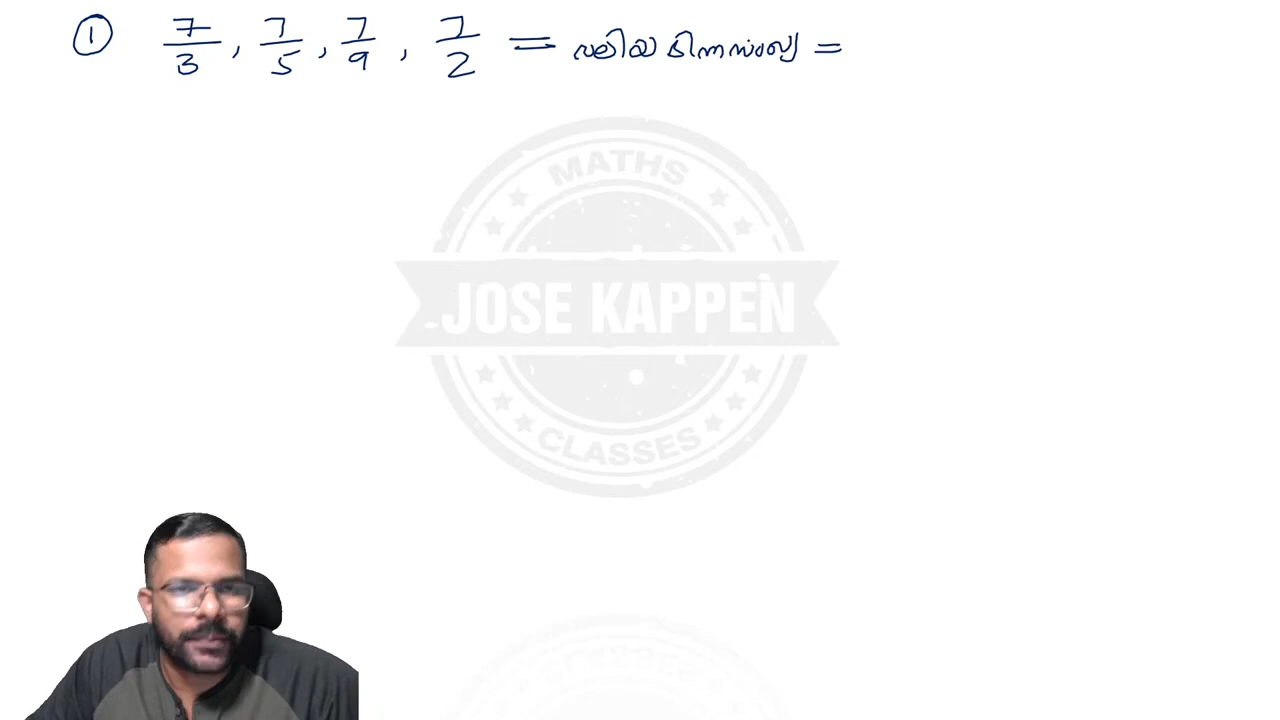 ① 7/3, 7/5, 7/9, 7/2 = വലിയ ഭിന്നസംഖ്യ =
MATHS
JOSE KAPPEN
CLASSES